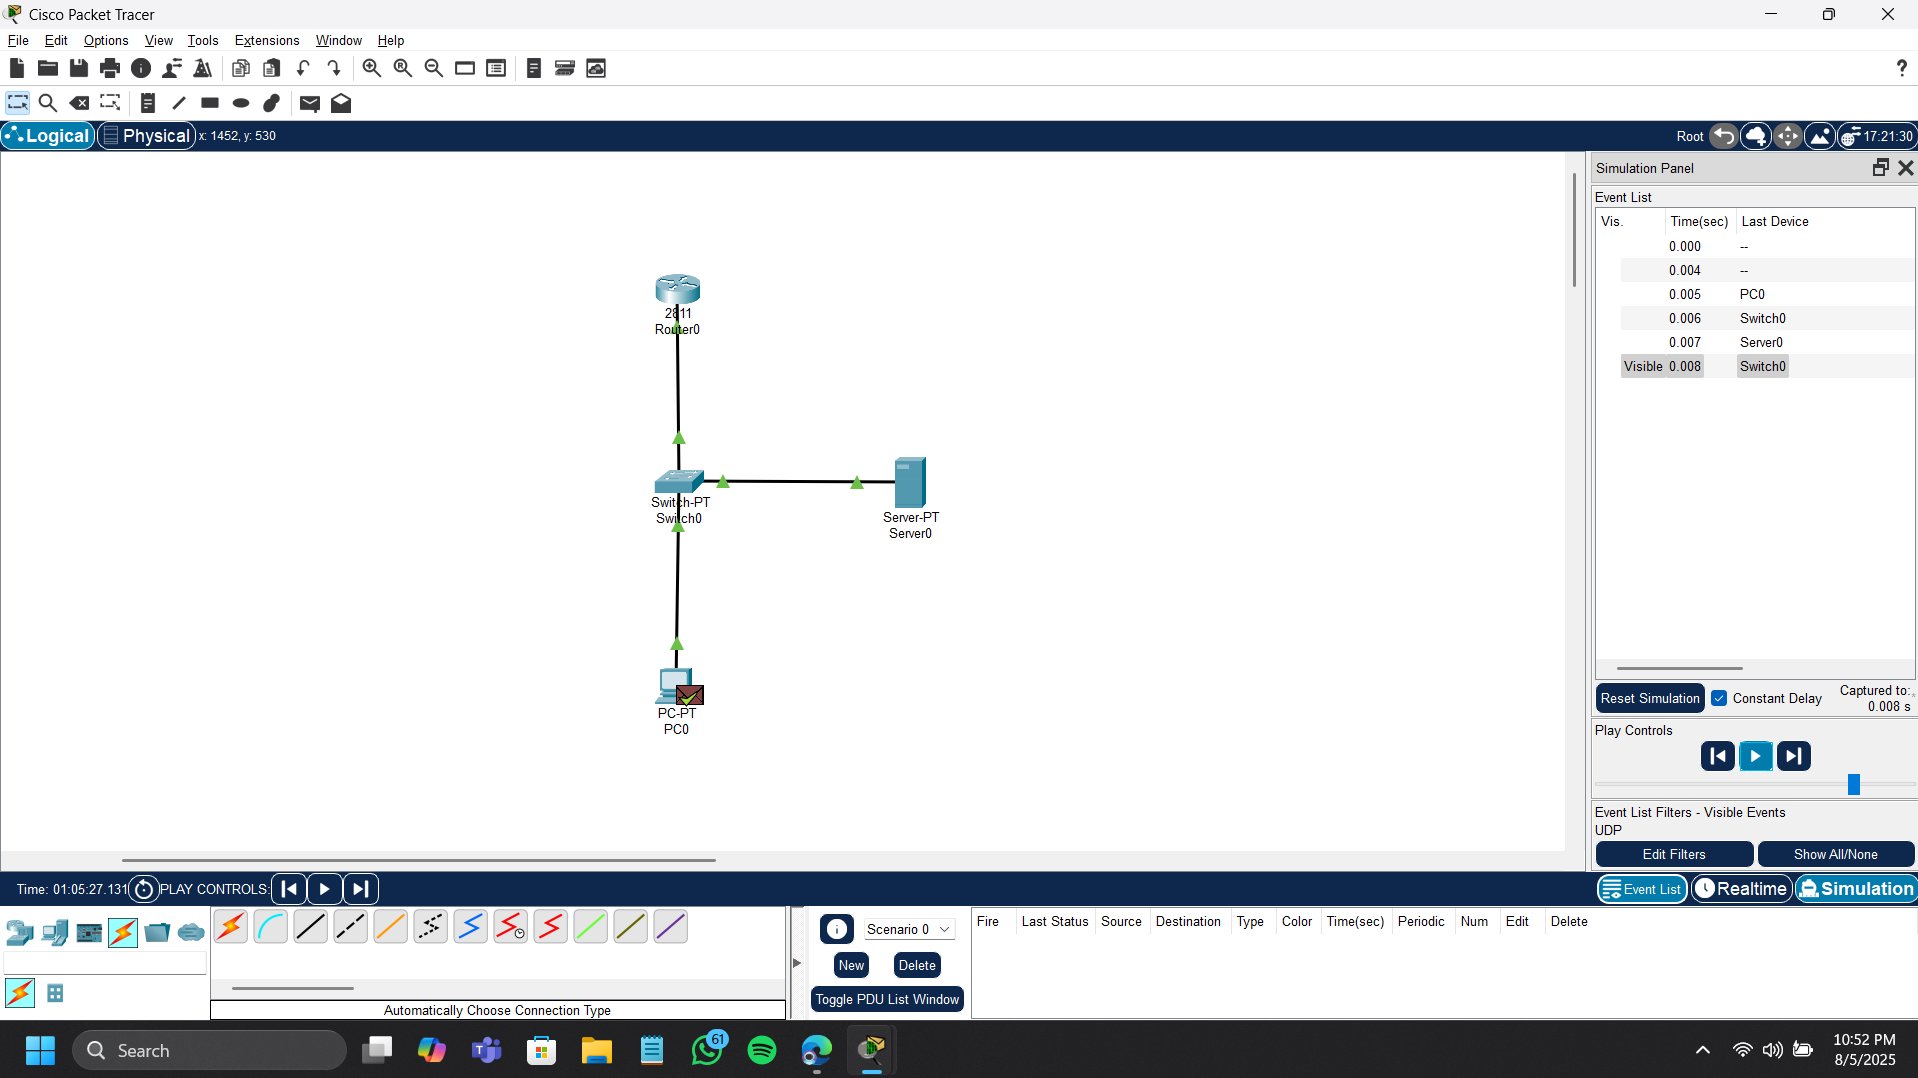 Cisco Packet Tracer
File Edit Options View Tools Extensions Window Help
?
Logical Physical x: 1452, y: 530 Root 17:21:30
Simulation Panel
Event List
Vis. Time(sec) Last Device
0.000 --
0.004 --
0.005 PC0
0.006 Switch0
0.007 Server0
Visible 0.008 Switch0
2811
Router0
Switch-PT
Switch0
Server-PT
Server0
PC-PT
PC0
Reset Simulation Constant Delay Captured to:
0.008 s
Play Controls
Event List Filters - Visible Events
UDP
Edit Filters Show All/None
Time: 01:05:27.131 PLAY CONTROLS: Event List Realtime Simulation
Scenario 0
New Delete
Toggle PDU List Window
Fire Last Status Source Destination Type Color Time(sec) Periodic Num Edit Delete
Automatically Choose Connection Type
Search 61 10:52 PM
8/5/2025